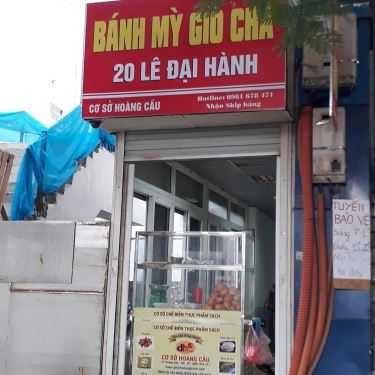 BÁNH MỲ GIÒ CHẢ
20 LÊ ĐẠI HÀNH
CƠ SỞ HOÀNG CẦU
Hotline: 0961 678 471
Nhận Ship hàng
TUYỂN
BẢO VỆ
CƠ SỞ CHẾ BIẾN THỰC PHẨM SẠCH
CƠ SỞ CHẾ BIẾN THỰC PHẨM SẠCH
CƠ SỞ HOÀNG CẦU